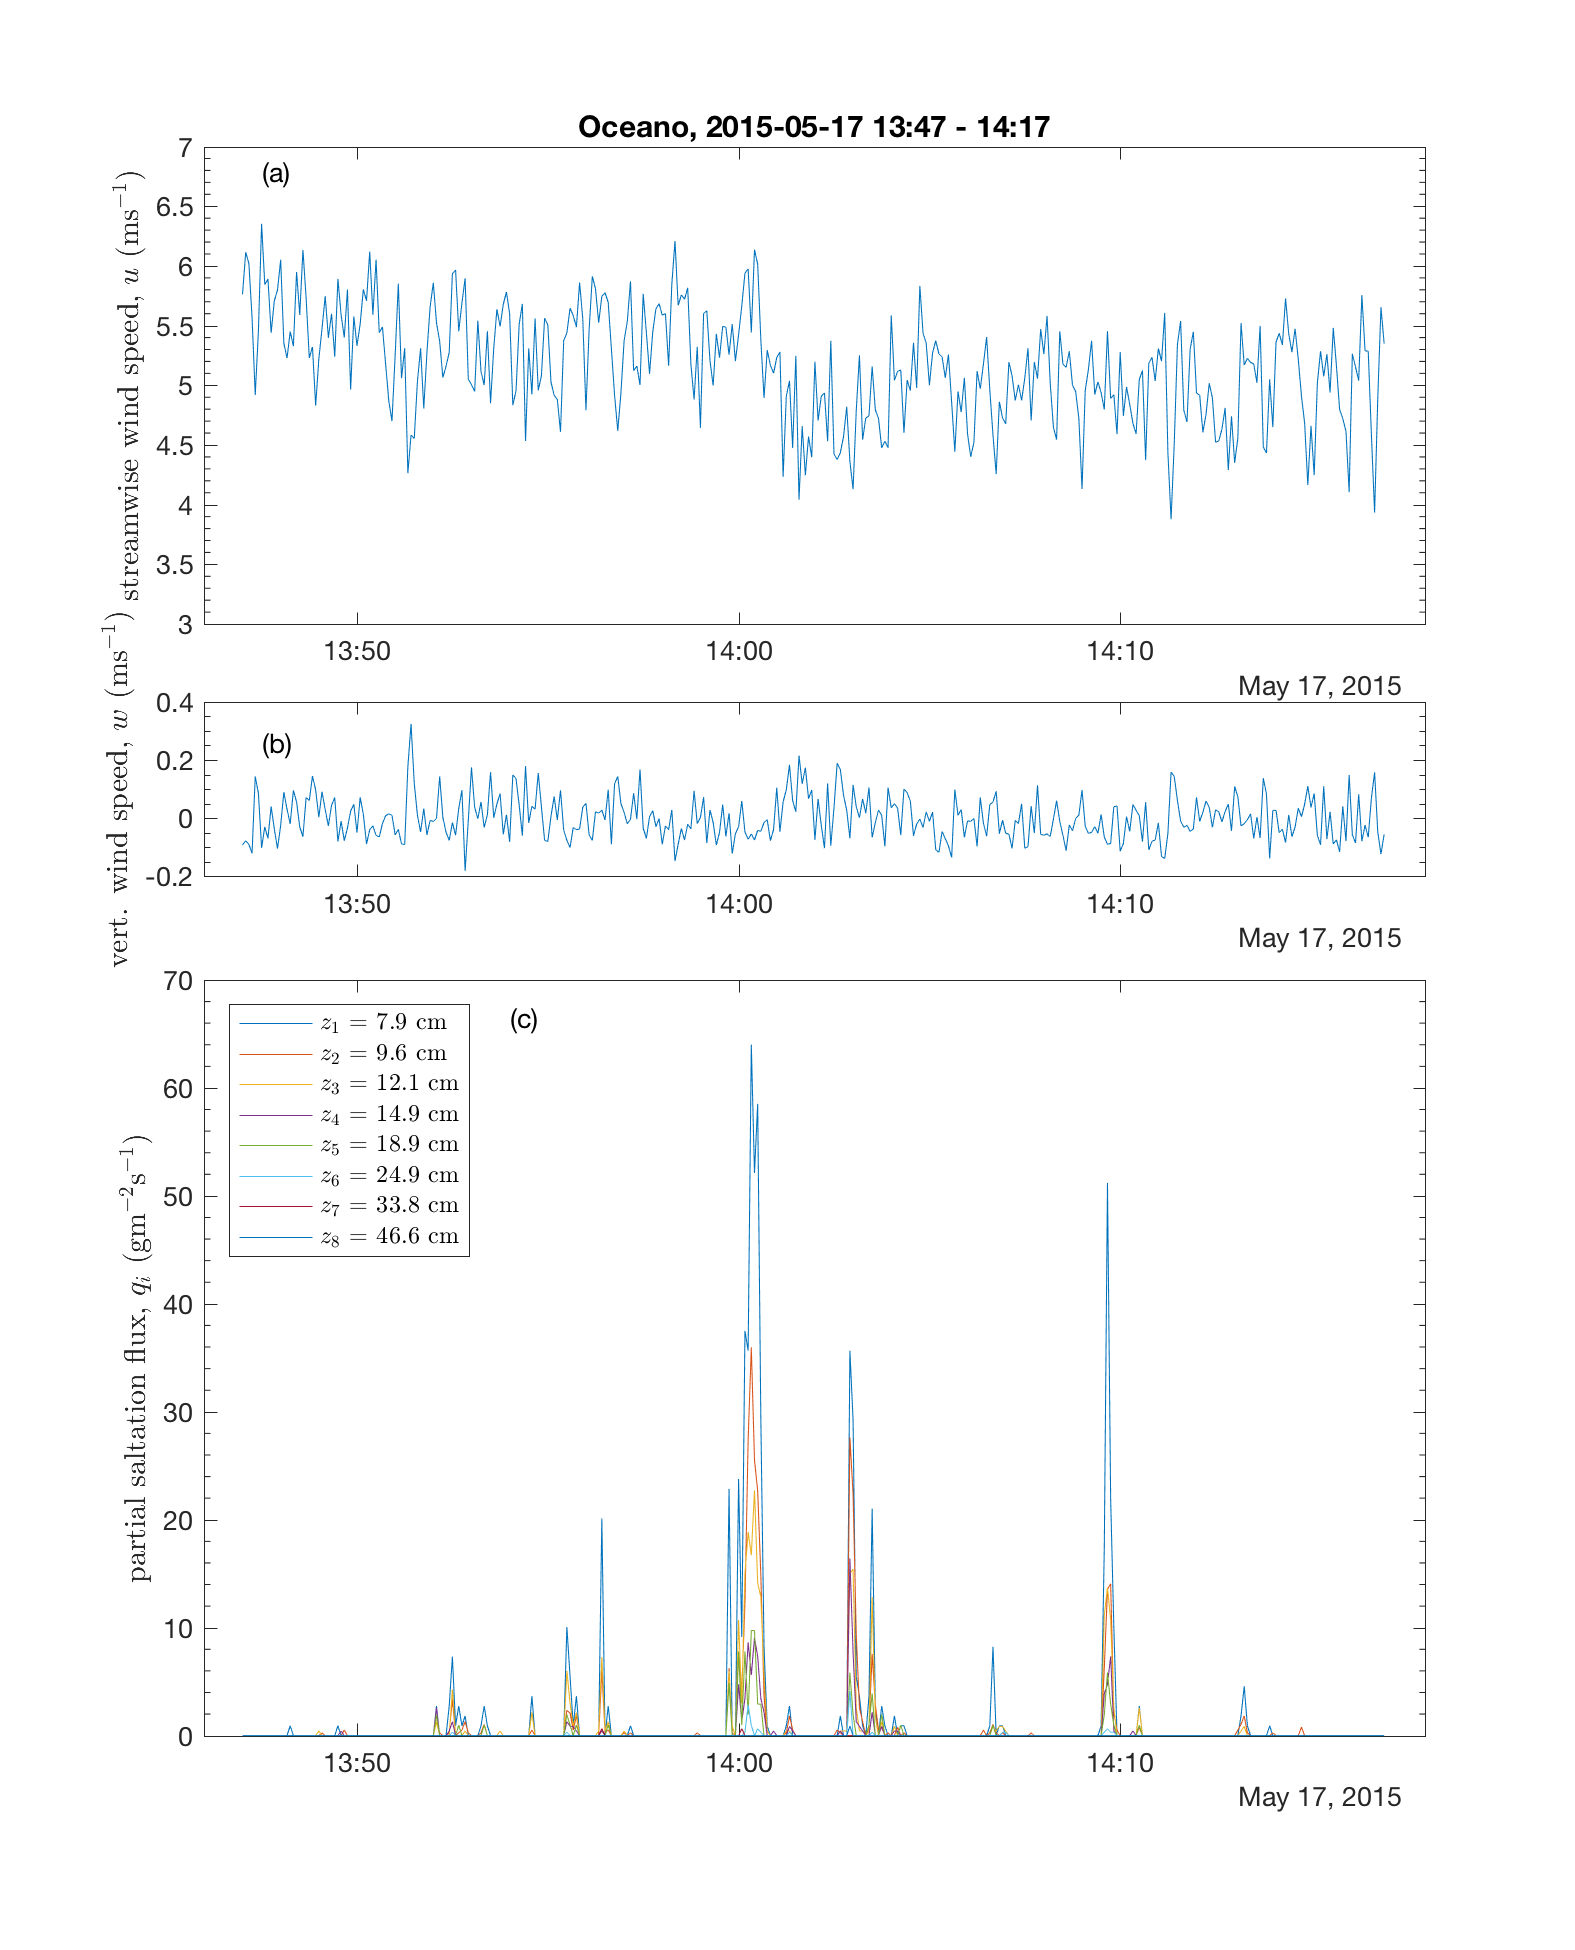 Oceano, 2015-05-17 13:47 - 14:17
(a)
streamwise wind speed, u (ms⁻¹)
7
6.5
6
5.5
5
4.5
4
3.5
3
13:50 14:00 14:10
May 17, 2015
(b)
vert. wind speed, w (ms⁻¹)
0.4
0.2
0
-0.2
13:50 14:00 14:10
May 17, 2015
(c)
partial saltation flux, qᵢ (gm⁻²s⁻¹)
70
60
50
40
30
20
10
0
z₁ = 7.9 cm
z₂ = 9.6 cm
z₃ = 12.1 cm
z₄ = 14.9 cm
z₅ = 18.9 cm
z₆ = 24.9 cm
z₇ = 33.8 cm
z₈ = 46.6 cm
13:50 14:00 14:10
May 17, 2015